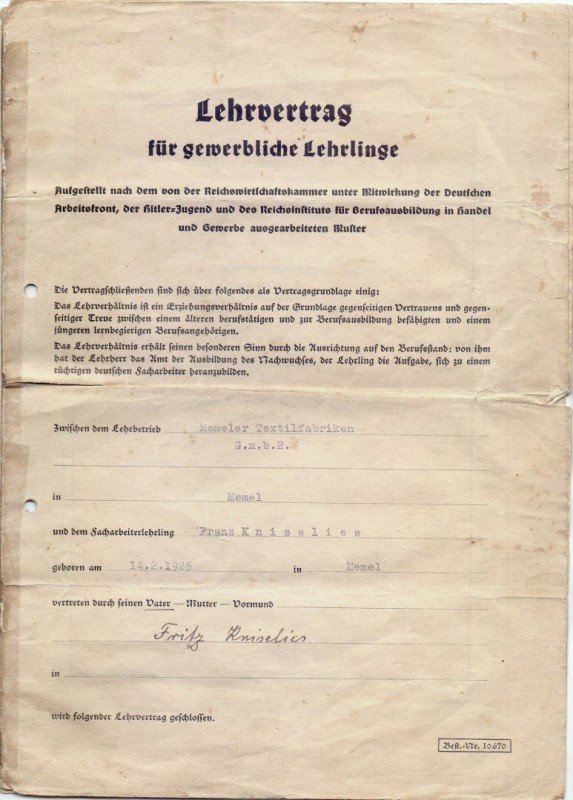 Lehrvertrag
für gewerbliche Lehrlinge
Aufgestellt nach dem von der Reichswirtschaftskammer unter Mitwirkung der Deutschen
Arbeitsfront, der Hitler-Jugend und des Reichsinstituts für Berufsausbildung in Handel
und Gewerbe ausgearbeiteten Muster
Die Vertragschließenden sind sich über folgendes als Vertragsgrundlage einig:
Das Lehrverhältnis ist ein Erziehungsverhältnis auf der Grundlage gegenseitigen Vertrauens und gegen-
seitiger Treue zwischen einem älteren berufstätigen und zur Berufsausbildung befähigten und einem
jüngeren lernbegierigen Berufsangehörigen.
Das Lehrverhältnis erhält seinen besonderen Sinn durch die Ausrichtung auf den Berufsstand: von ihm
hat der Lehrherr das Amt der Ausbildung des Nachwuchses, der Lehrling die Aufgabe, sich zu einem
tüchtigen deutschen Facharbeiter heranzubilden.
Zwischen dem Lehrbetrieb Memeler Textilfabriken
G.m.b.H.
in Memel
und dem Facharbeiterlehrling Franz K n i s e l i e s
geboren am 14.2.1925 in Memel
vertreten durch seinen Vater — Mutter — Vormund
Fritz Kniselies
in
wird folgender Lehrvertrag geschlossen.
Best.-Nr. 10670